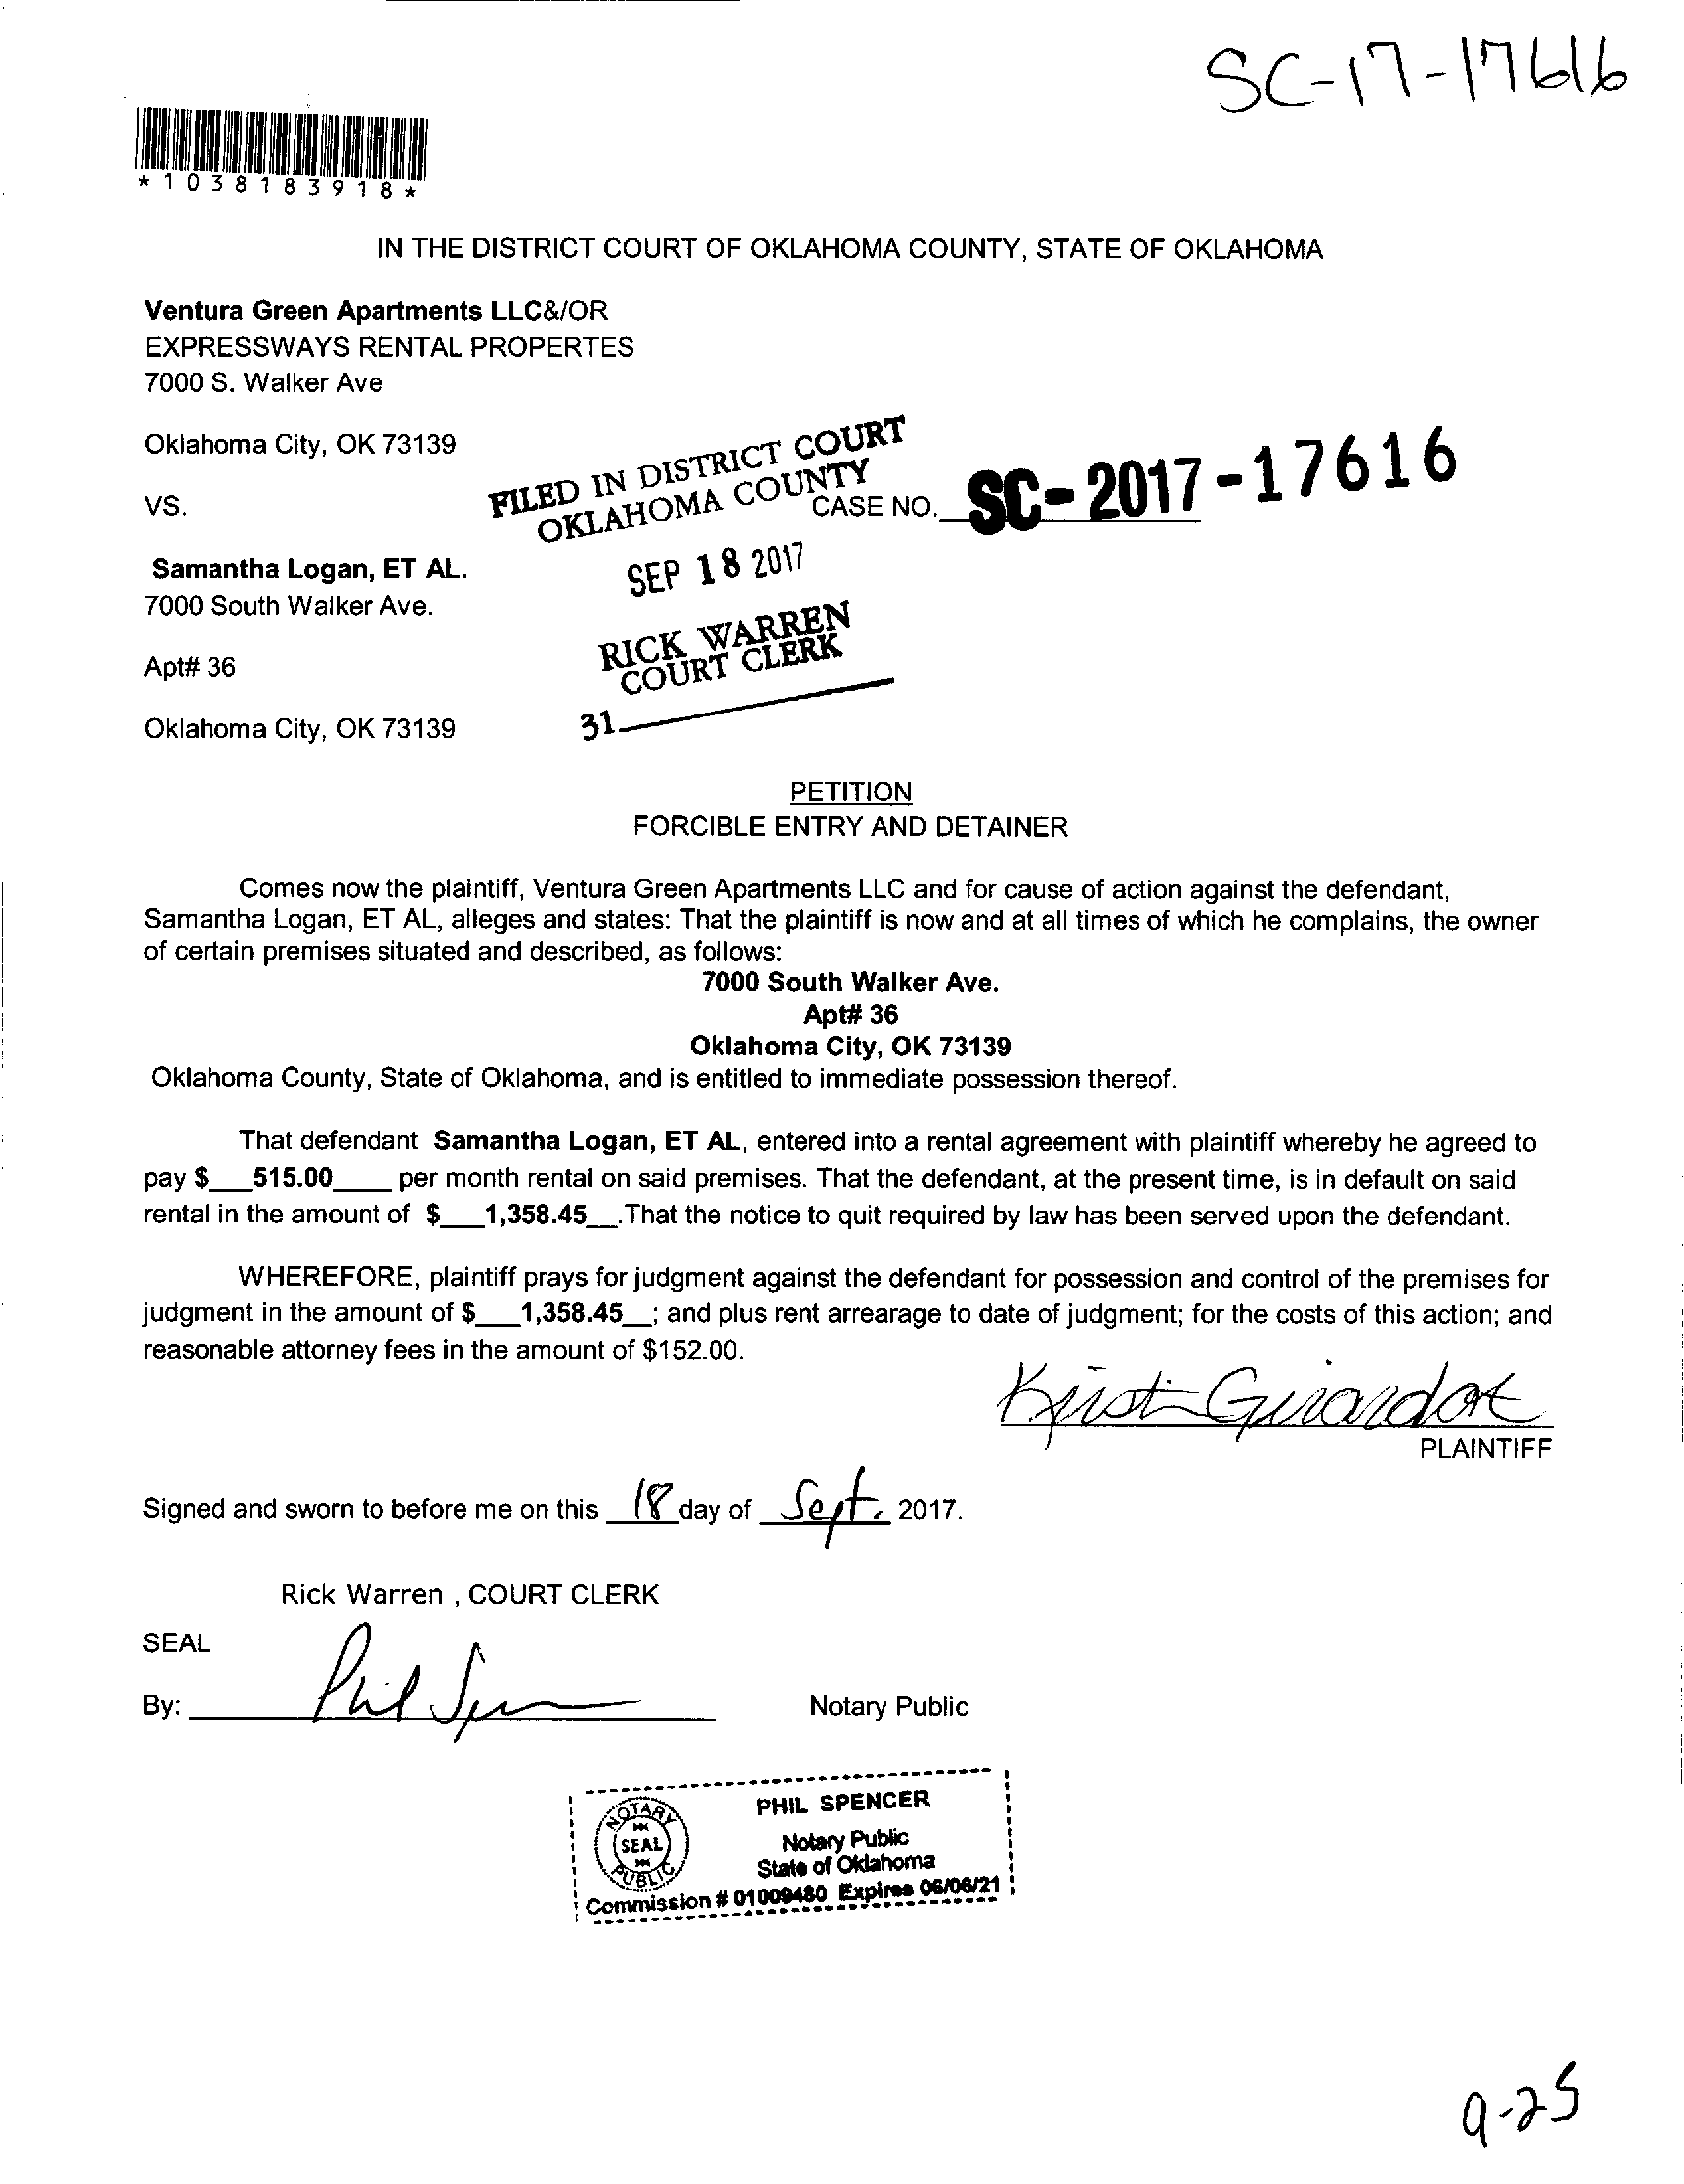 SC-17-17616
*1038183918*
IN THE DISTRICT COURT OF OKLAHOMA COUNTY, STATE OF OKLAHOMA
Ventura Green Apartments LLC&/OR
EXPRESSWAYS RENTAL PROPERTES
7000 S. Walker Ave
Oklahoma City, OK 73139
VS.
FILED IN DISTRICT COURT
OKLAHOMA COUNTY
CASE NO. SC-2017-17616
Samantha Logan, ET AL.
7000 South Walker Ave.
Apt# 36
Oklahoma City, OK 73139
SEP 18 2017
RICK WARREN
COURT CLERK
31
PETITION
FORCIBLE ENTRY AND DETAINER
Comes now the plaintiff, Ventura Green Apartments LLC and for cause of action against the defendant,
Samantha Logan, ET AL, alleges and states: That the plaintiff is now and at all times of which he complains, the owner
of certain premises situated and described, as follows:
7000 South Walker Ave.
Apt# 36
Oklahoma City, OK 73139
Oklahoma County, State of Oklahoma, and is entitled to immediate possession thereof.
That defendant Samantha Logan, ET AL, entered into a rental agreement with plaintiff whereby he agreed to
pay $___515.00____ per month rental on said premises. That the defendant, at the present time, is in default on said
rental in the amount of $___1,358.45__.That the notice to quit required by law has been served upon the defendant.
WHEREFORE, plaintiff prays for judgment against the defendant for possession and control of the premises for
judgment in the amount of $___1,358.45__; and plus rent arrearage to date of judgment; for the costs of this action; and
reasonable attorney fees in the amount of $152.00.
Kristi Girardot
PLAINTIFF
Signed and sworn to before me on this 18 day of Sept. 2017.
Rick Warren , COURT CLERK
SEAL
By: Phil Spencer
Notary Public
NOTARY
SEAL
PUBLIC
PHIL SPENCER
Notary Public
State of Oklahoma
Commission # 01009480 Expires 06/06/21
9-25